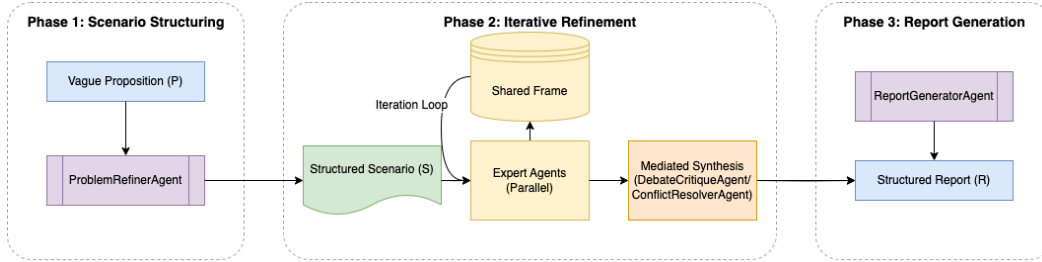 Phase 1: Scenario Structuring
Vague Proposition (P)
ProblemRefinerAgent
Phase 2: Iterative Refinement
Shared Frame
Iteration Loop
Structured Scenario (S)
Expert Agents
(Parallel)
Mediated Synthesis
(DebateCritiqueAgent/
ConflictResolverAgent)
Phase 3: Report Generation
ReportGeneratorAgent
Structured Report (R)